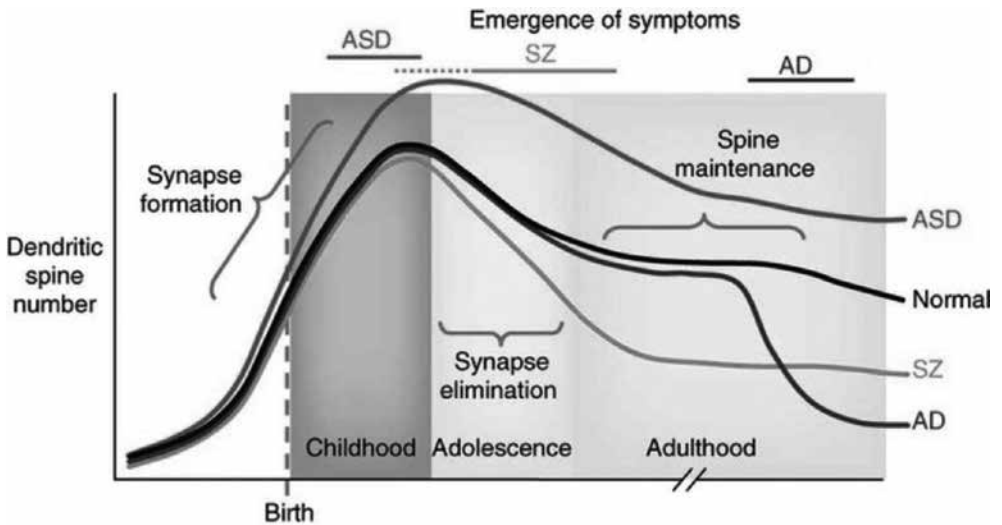 Emergence of symptoms
ASD
SZ
AD
Synapse
formation
Spine
maintenance
Dendritic
spine
number
ASD
Normal
SZ
AD
Synapse
elimination
Childhood
Adolescence
Adulthood
Birth